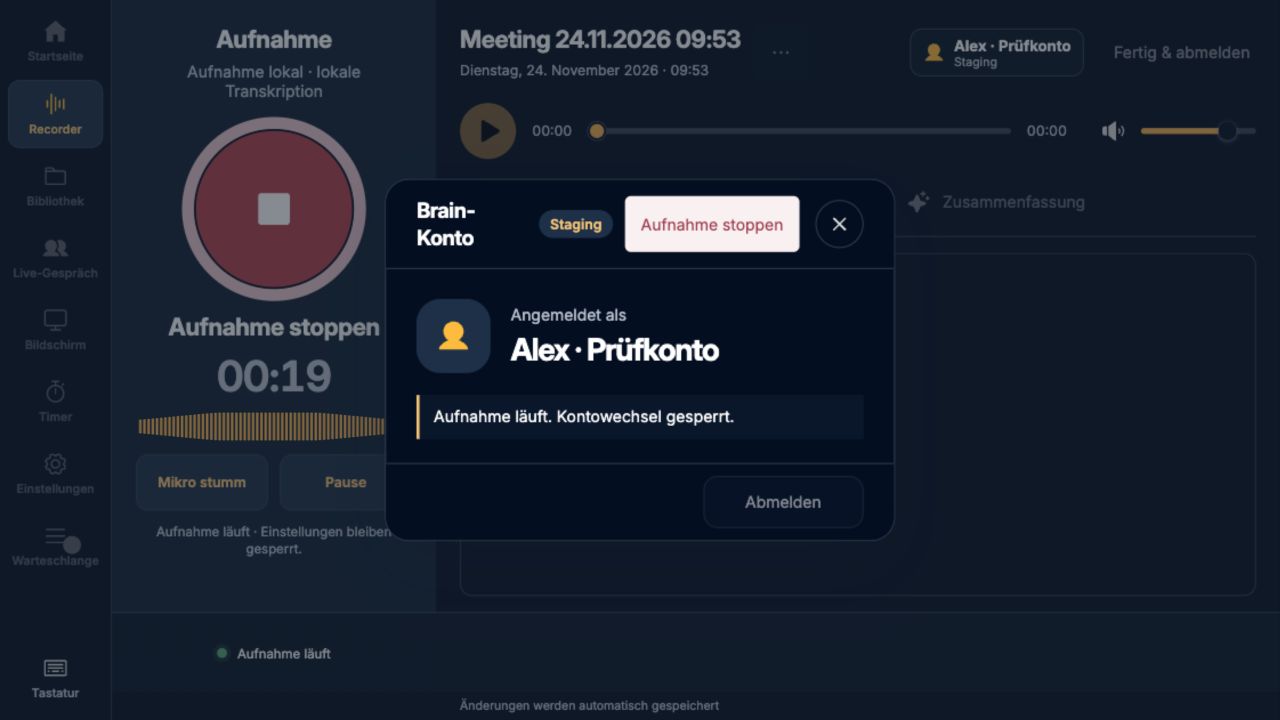 Startseite
Recorder
Bibliothek
Live-Gespräch
Bildschirm
Timer
Einstellungen
Warteschlange
Tastatur
Aufnahme
Aufnahme lokal · lokale
Transkription
Aufnahme stoppen
00:19
Mikro stumm
Pause
Aufnahme läuft · Einstellungen bleiben
gesperrt.
Meeting 24.11.2026 09:53
...
Dienstag, 24. November 2026 · 09:53
Alex · Prüfkonto
Staging
Fertig & abmelden
00:00
00:00
Zusammenfassung
Brain-
Konto
Staging
Aufnahme stoppen
Angemeldet als
Alex · Prüfkonto
Aufnahme läuft. Kontowechsel gesperrt.
Abmelden
Aufnahme läuft
Änderungen werden automatisch gespeichert